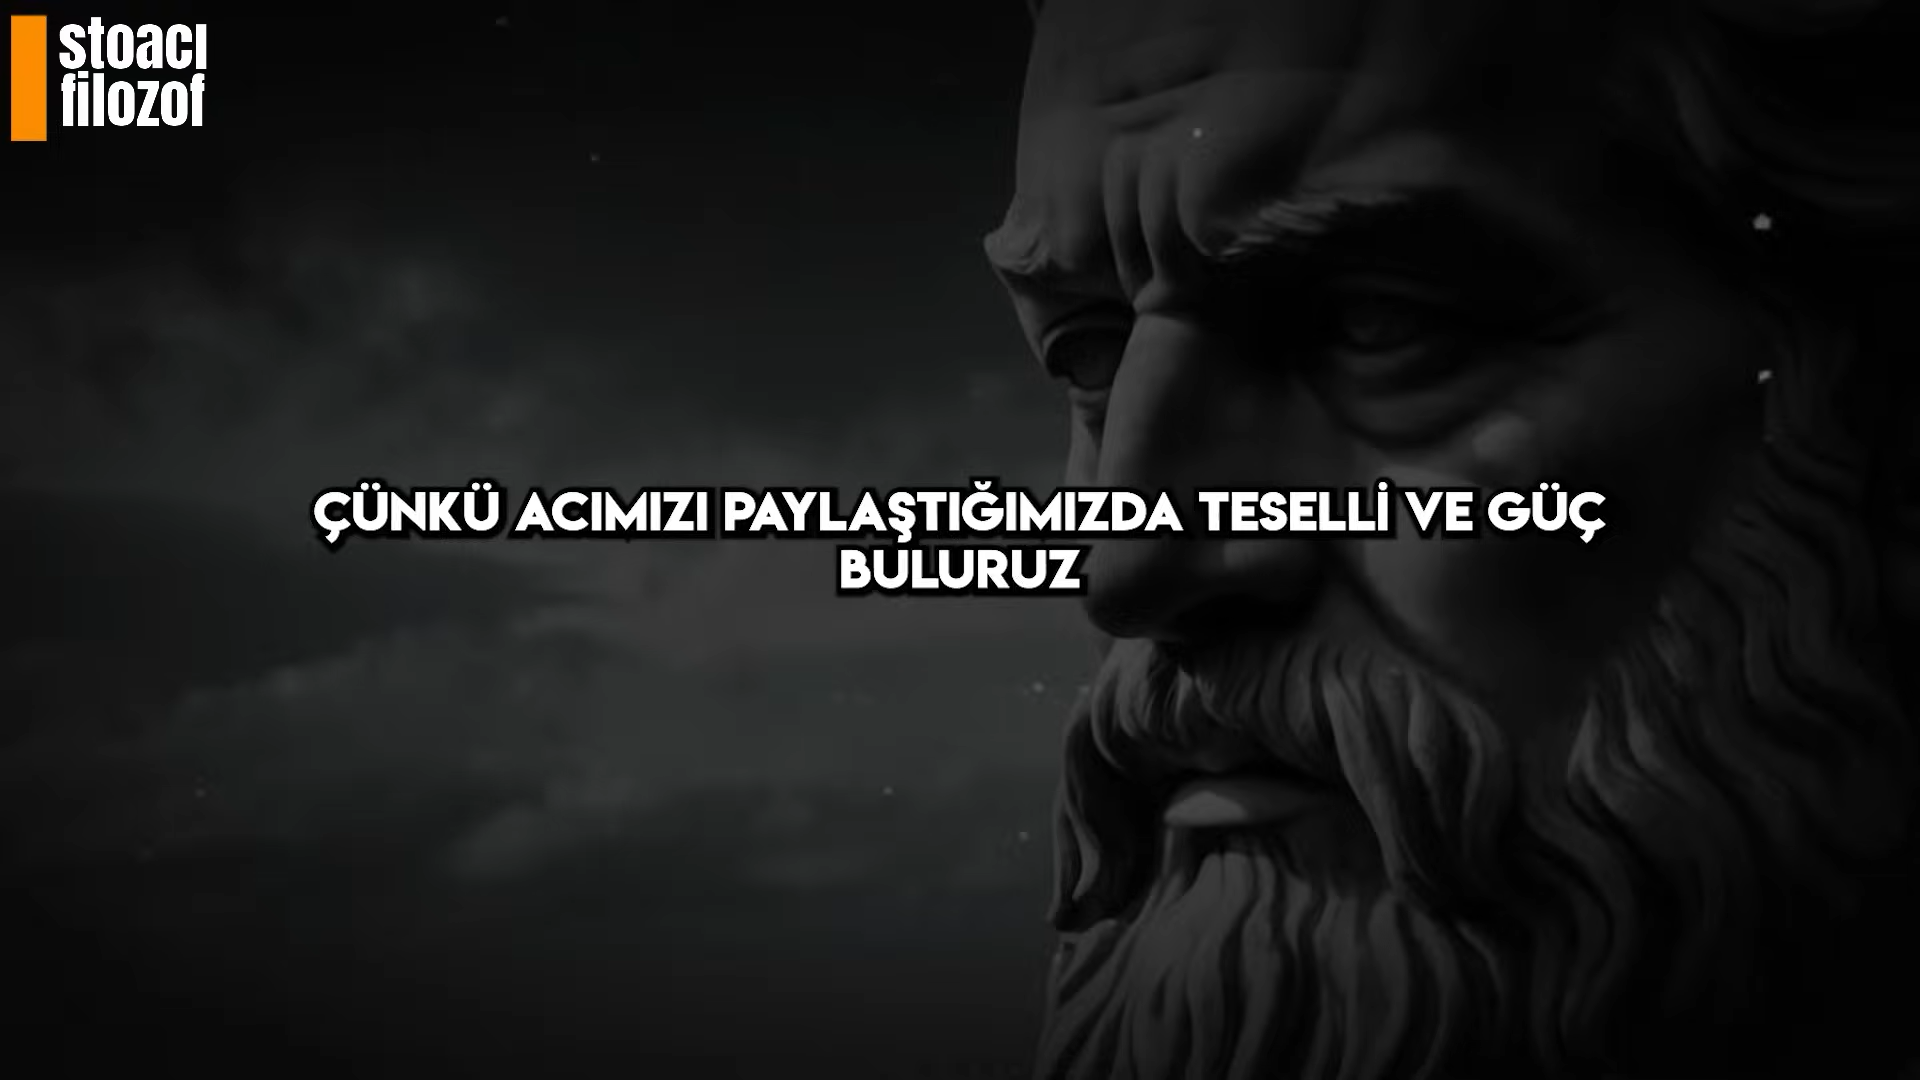 stoacı
filozof
ÇÜNKÜ ACIMIZI PAYLAŞTIĞIMIZDA TESELLİ VE GÜÇ
BULURUZ